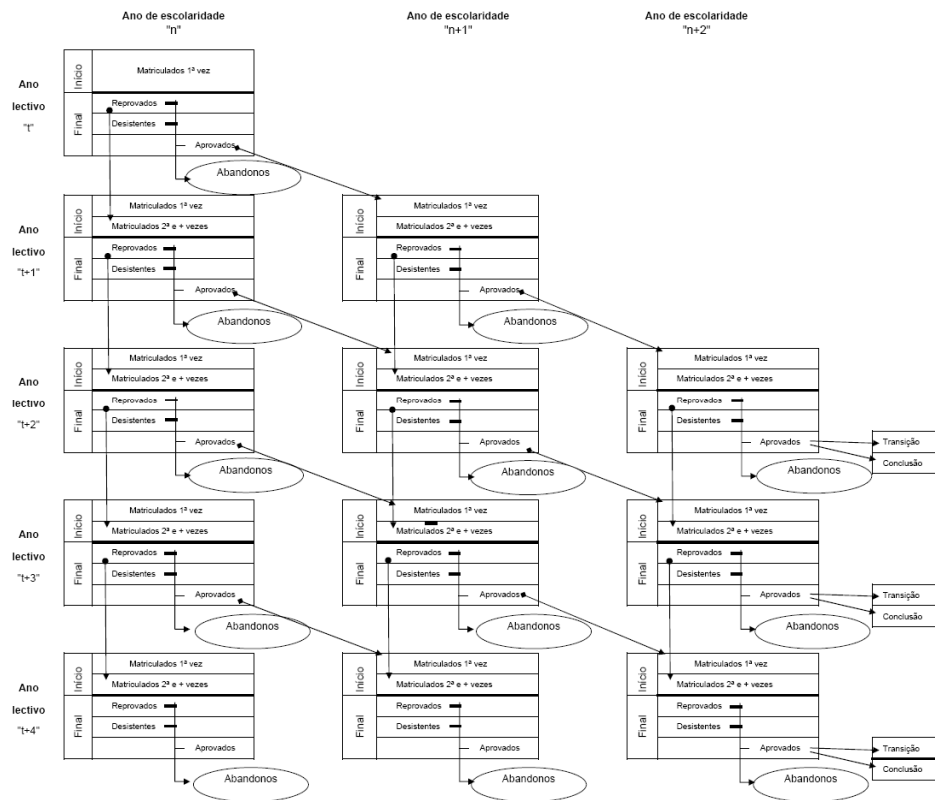 Ano de escolaridade
"n"
Ano de escolaridade
"n+1"
Ano de escolaridade
"n+2"
Ano
lectivo
"t"
Início
Matriculados 1ª vez
Final
Reprovados
Desistentes
Aprovados
Abandonos
Ano
lectivo
"t+1"
Início
Matriculados 1ª vez
Matriculados 2ª e + vezes
Final
Reprovados
Desistentes
Aprovados
Abandonos
Início
Matriculados 1ª vez
Matriculados 2ª e + vezes
Final
Reprovados
Desistentes
Aprovados
Abandonos
Ano
lectivo
"t+2"
Início
Matriculados 1ª vez
Matriculados 2ª e + vezes
Final
Reprovados
Desistentes
Aprovados
Abandonos
Início
Matriculados 1ª vez
Matriculados 2ª e + vezes
Final
Reprovados
Desistentes
Aprovados
Abandonos
Início
Matriculados 1ª vez
Matriculados 2ª e + vezes
Final
Reprovados
Desistentes
Aprovados
Abandonos
Transição
Conclusão
Ano
lectivo
"t+3"
Início
Matriculados 1ª vez
Matriculados 2ª e + vezes
Final
Reprovados
Desistentes
Aprovados
Abandonos
Início
Matriculados 1ª vez
Matriculados 2ª e + vezes
Final
Reprovados
Desistentes
Aprovados
Abandonos
Início
Matriculados 1ª vez
Matriculados 2ª e + vezes
Final
Reprovados
Desistentes
Aprovados
Abandonos
Transição
Conclusão
Ano
lectivo
"t+4"
Início
Matriculados 1ª vez
Matriculados 2ª e + vezes
Final
Reprovados
Desistentes
Aprovados
Abandonos
Início
Matriculados 1ª vez
Matriculados 2ª e + vezes
Final
Reprovados
Desistentes
Aprovados
Abandonos
Início
Matriculados 1ª vez
Matriculados 2ª e + vezes
Final
Reprovados
Desistentes
Aprovados
Abandonos
Transição
Conclusão